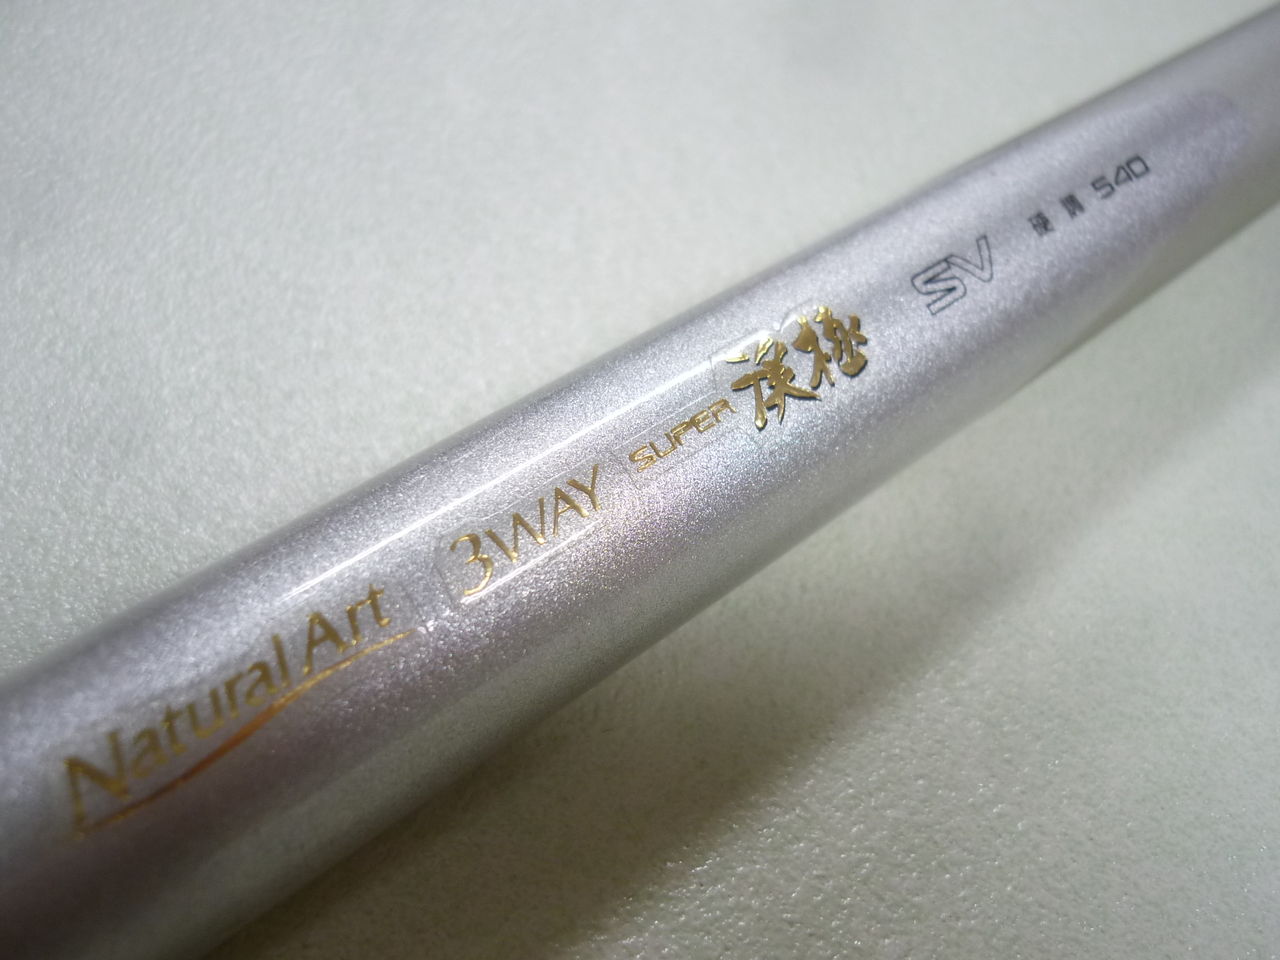 Natural Art 3WAY SUPER 渓極 SV 硬調 540